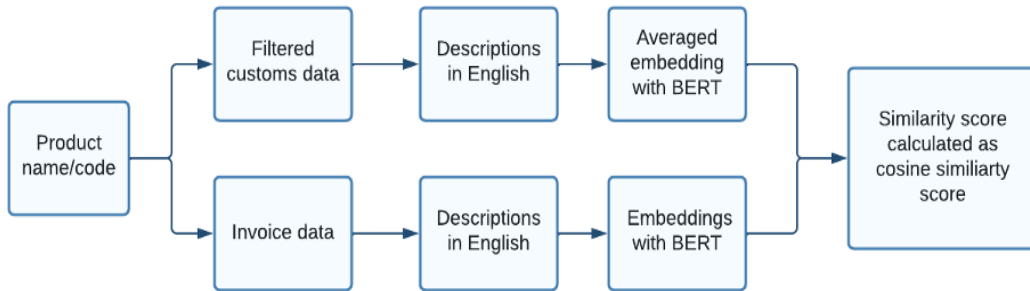 Product
name/code
Filtered
customs data
Descriptions
in English
Averaged
embedding
with BERT
Invoice data
Descriptions
in English
Embeddings
with BERT
Similarity score
calculated as
cosine similiarty
score